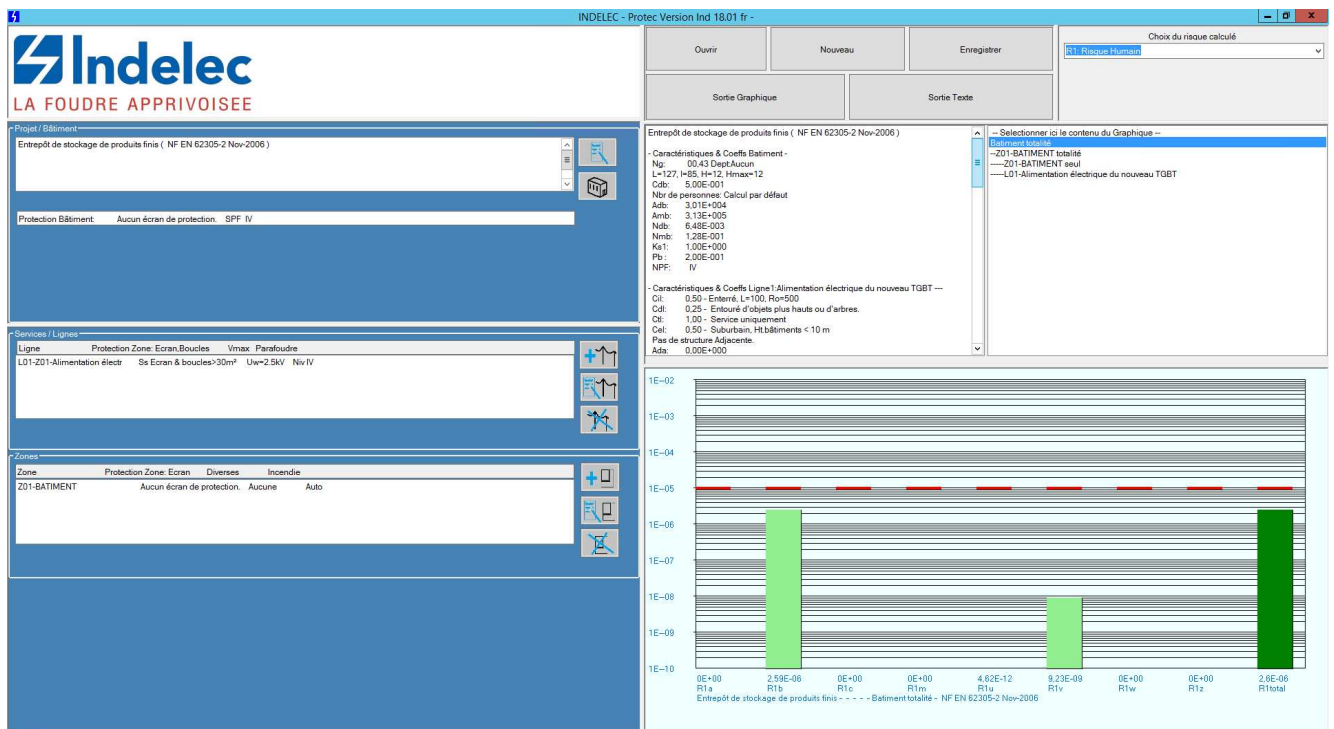 INDELEC - Protec Version Ind 18.01 fr -
Indelec
LA FOUDRE APPRIVOISEE
Ouvrir
Nouveau
Enregistrer
Sortie Graphique
Sortie Texte
Choix du risque calculé
R1: Risque Humain
Projet / Bâtiment
Entrepôt de stockage de produits finis ( NF EN 62305-2 Nov-2006 )
Protection Bâtiment: Aucun écran de protection. SPF IV
Services / Lignes
Ligne Protection Zone: Ecran,Boucles Vmax Parafoudre
L01-Z01-Alimentation électr Ss Ecran & boucles>30m² Uw=2.5kV Niv IV
Zones
Zone Protection Zone: Ecran Diverses Incendie
Z01-BATIMENT Aucun écran de protection. Aucune Auto
Entrepôt de stockage de produits finis ( NF EN 62305-2 Nov-2006 )
- Caractéristiques & Coeffs Batiment -
Ng: 00,43 Dept:Aucun
L=127, l=85, H=12, Hmax=12
Cdb: 5,00E-001
Nbr de personnes: Calcul par défaut
Adb: 3,01E+004
Amb: 3,13E+005
Ndb: 6,48E-003
Nmb: 1,28E-001
Ks1: 1,00E+000
Pb : 2,00E-001
NPF: IV
- Caractéristiques & Coeffs Ligne1:Alimentation électrique du nouveau TGBT ---
Cil: 0,50 - Enterré, L=100, Ro=500
Cdl: 0,25 - Entouré d'objets plus hauts ou d'arbres.
Ctl: 1,00 - Service uniquement
Cel: 0,50 - Suburbain, Ht.bâtiments < 10 m
Pas de structure Adjacente.
Ada: 0,00E+000
-- Selectionner ici le contenu du Graphique --
Batiment totalité
--Z01-BATIMENT totalité
-----Z01-BATIMENT seul
-----L01-Alimentation électrique du nouveau TGBT
1E-02
1E-03
1E-04
1E-05
1E-06
1E-07
1E-08
1E-09
1E-10
0E+00 2,59E-06 0E+00 0E+00 4,62E-12 9,23E-09 0E+00 0E+00 2,6E-06
R1a R1b R1c R1m R1u R1v R1w R1z R1total
Entrepôt de stockage de produits finis - - - - - Batiment totalité - NF EN 62305-2 Nov-2006